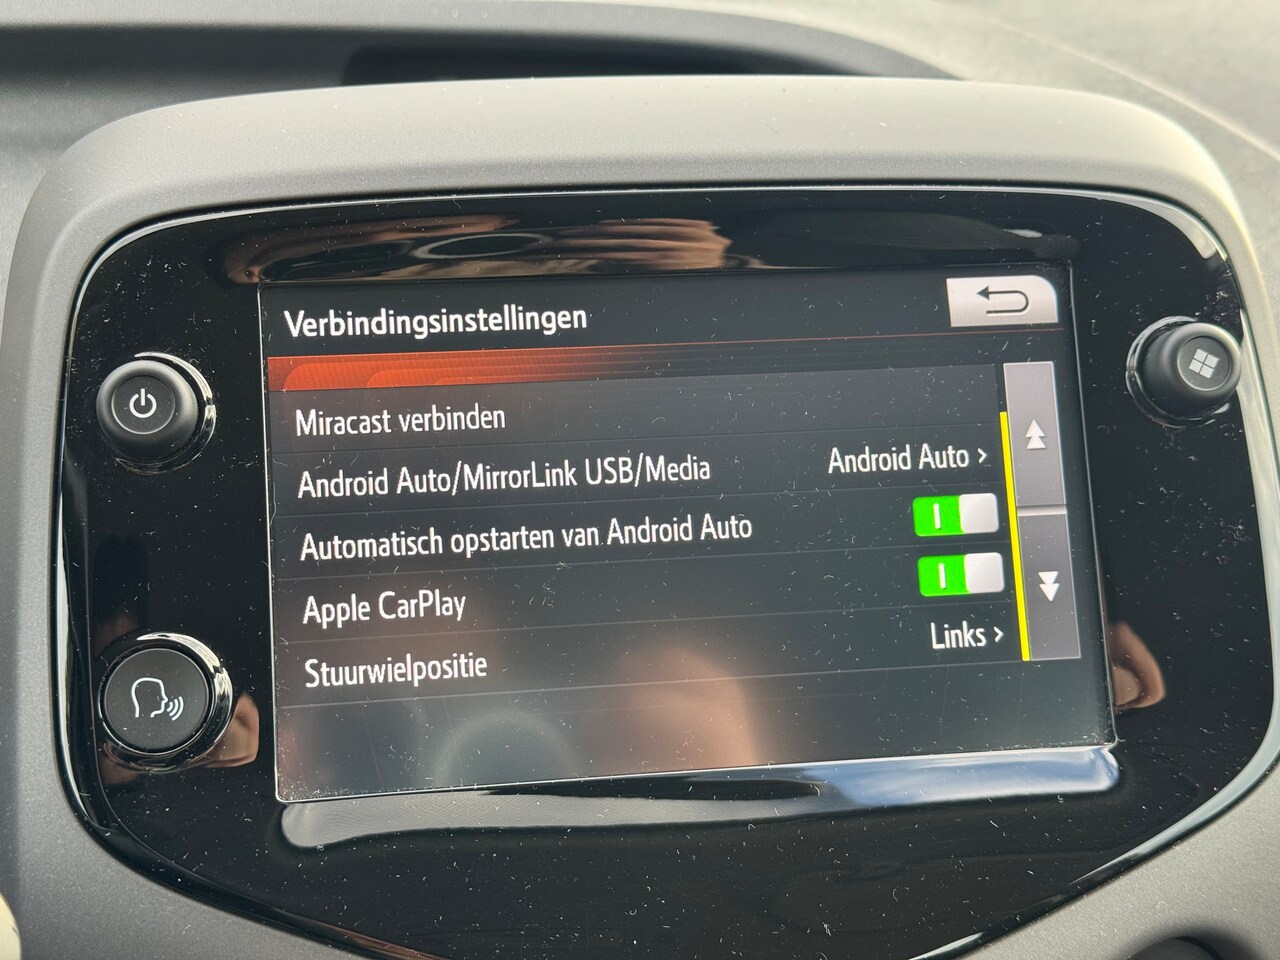 Verbindingsinstellingen
Miracast verbinden
Android Auto/MirrorLink USB/Media Android Auto >
Automatisch opstarten van Android Auto
Apple CarPlay
Stuurwielpositie Links >